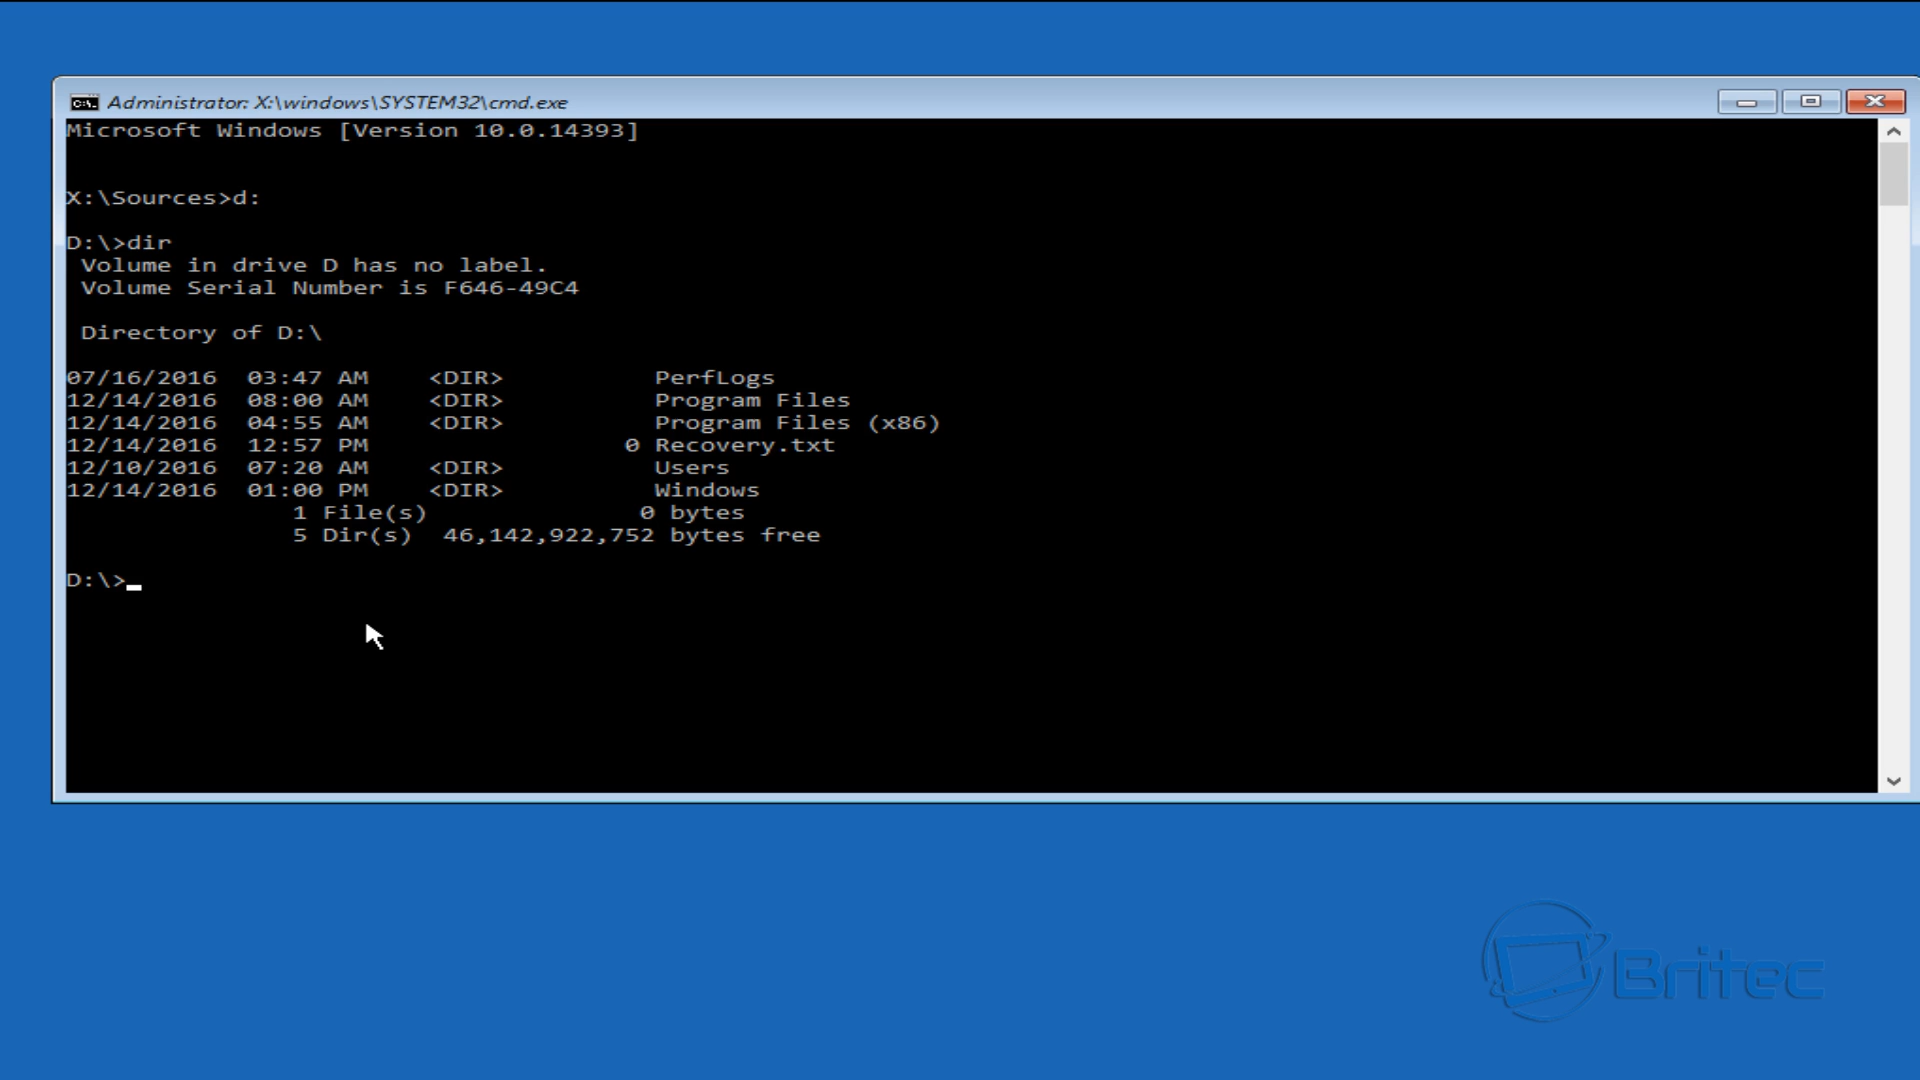 Administrator: X:\windows\SYSTEM32\cmd.exe
Microsoft Windows [Version 10.0.14393]
X:\Sources>d:
D:\>dir
Volume in drive D has no label.
Volume Serial Number is F646-49C4
Directory of D:\
07/16/2016 03:47 AM <DIR> PerfLogs
12/14/2016 08:00 AM <DIR> Program Files
12/14/2016 04:55 AM <DIR> Program Files (x86)
12/14/2016 12:57 PM 0 Recovery.txt
12/10/2016 07:20 AM <DIR> Users
12/14/2016 01:00 PM <DIR> Windows
1 File(s) 0 bytes
5 Dir(s) 46,142,922,752 bytes free
D:\>_
Britec